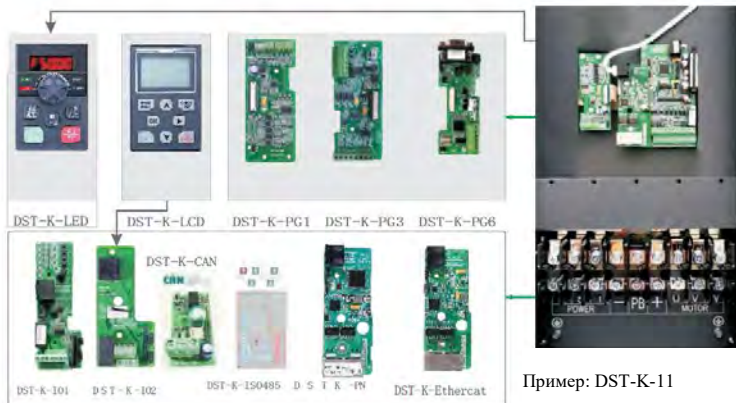 DST-K-LED
DST-K-LCD
DST-K-PG1
DST-K-PG3
DST-K-PG6
DST-K-CAN
CAN
DST-K-IO1
DST-K-IO2
DST-K-ISO485
DSTK-PN
DST-K-Ethercat
POWER
−
PB
+
MOTOR
Пример: DST-K-11